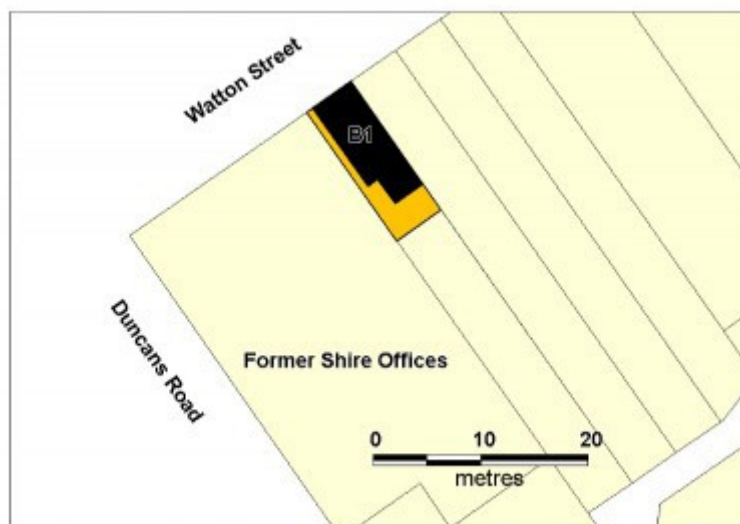 Watton Street
B1
Duncans Road
Former Shire Offices
0 10 20
metres